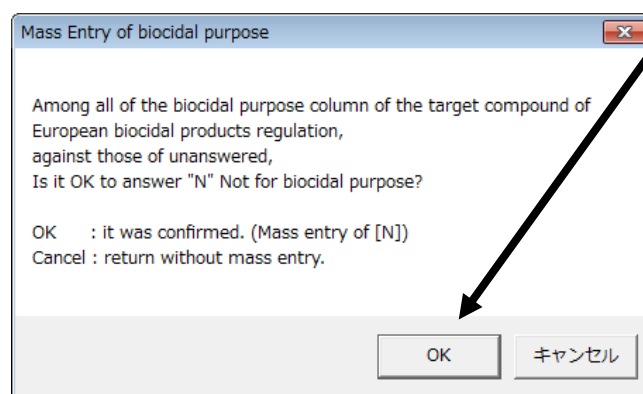 Mass Entry of biocidal purpose
Among all of the biocidal purpose column of the target compound of
European biocidal products regulation,
against those of unanswered,
Is it OK to answer "N" Not for biocidal purpose?
OK : it was confirmed. (Mass entry of [N])
Cancel : return without mass entry.
OK キャンセル